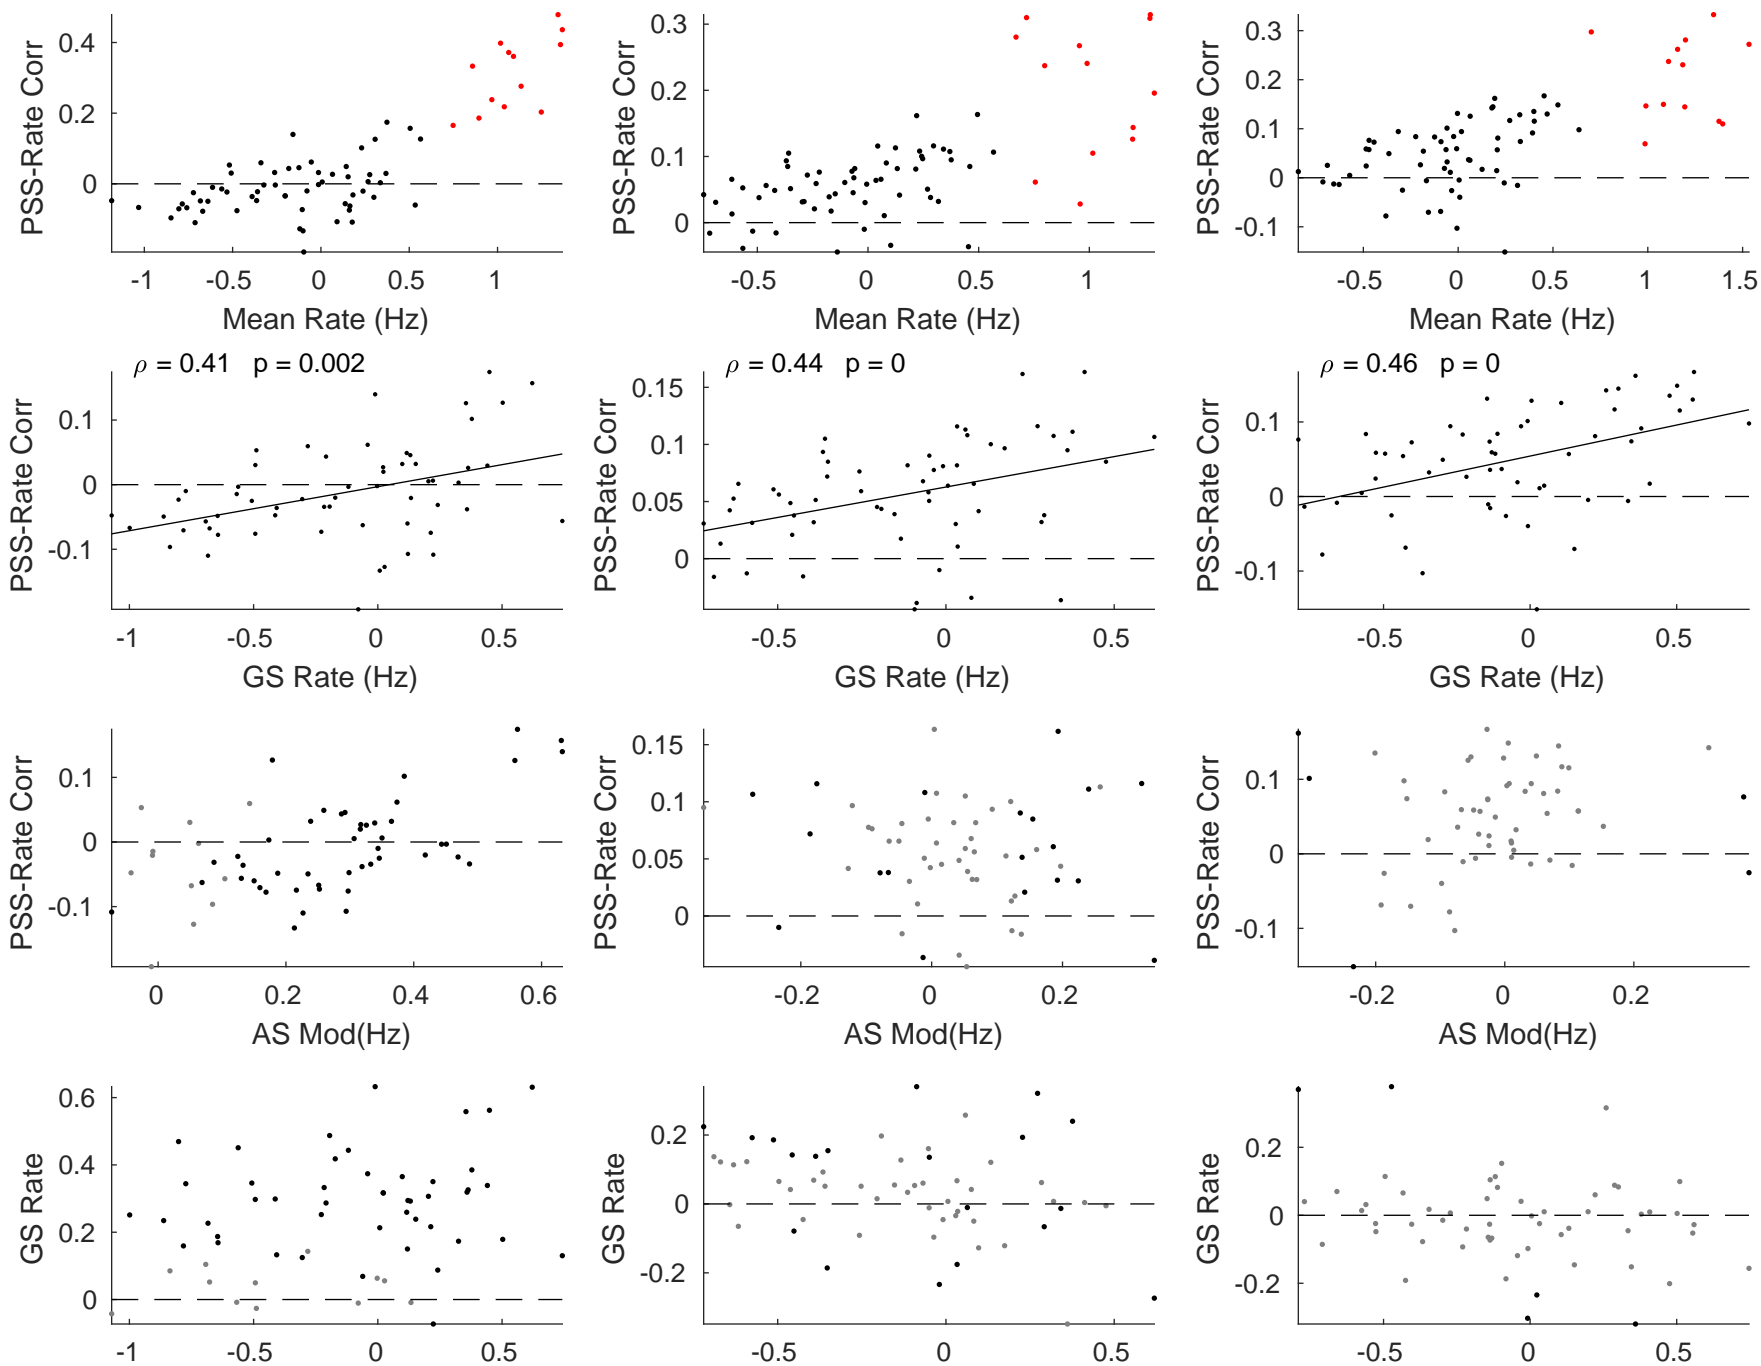 PSS-Rate Corr
0.4
0.2
0
-1 -0.5 0 0.5 1
Mean Rate (Hz)
PSS-Rate Corr
0.3
0.2
0.1
0
-0.5 0 0.5 1
Mean Rate (Hz)
PSS-Rate Corr
0.3
0.2
0.1
0
-0.1
-0.5 0 0.5 1 1.5
Mean Rate (Hz)
ρ = 0.41 p = 0.002
PSS-Rate Corr
0.1
0
-0.1
-1 -0.5 0 0.5
GS Rate (Hz)
ρ = 0.44 p = 0
PSS-Rate Corr
0.15
0.1
0.05
0
-0.5 0 0.5
GS Rate (Hz)
ρ = 0.46 p = 0
PSS-Rate Corr
0.1
0
-0.1
-0.5 0 0.5
GS Rate (Hz)
PSS-Rate Corr
0.1
0
-0.1
0 0.2 0.4 0.6
AS Mod(Hz)
PSS-Rate Corr
0.15
0.1
0.05
0
-0.2 0 0.2
AS Mod(Hz)
PSS-Rate Corr
0.1
0
-0.1
-0.2 0 0.2
AS Mod(Hz)
GS Rate
0.6
0.4
0.2
0
-1 -0.5 0 0.5
GS Rate
0.2
0
-0.2
-0.5 0 0.5
GS Rate
0.2
0
-0.2
-0.5 0 0.5